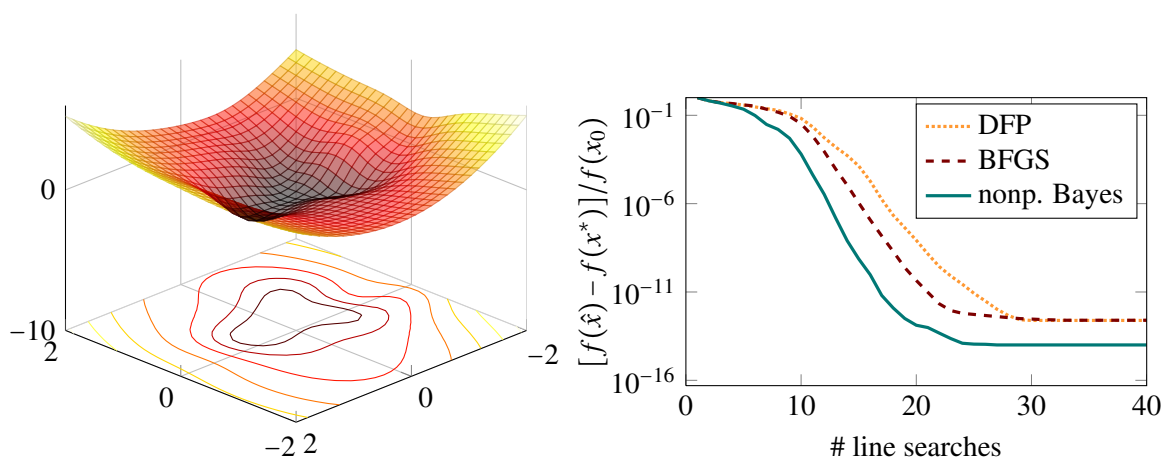 0
−10
2
0
−2
2
0
−2
[f(x̂) − f(x*)]/f(x₀)
10⁻¹
10⁻⁶
10⁻¹¹
10⁻¹⁶
DFP
BFGS
nonp. Bayes
0 10 20 30 40
# line searches